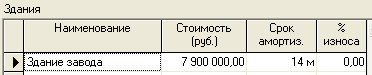 Здания
Наименование Стоимость (руб.) Срок амортиз. % износа
Здание завода 7 900 000,00 14 м 0,00